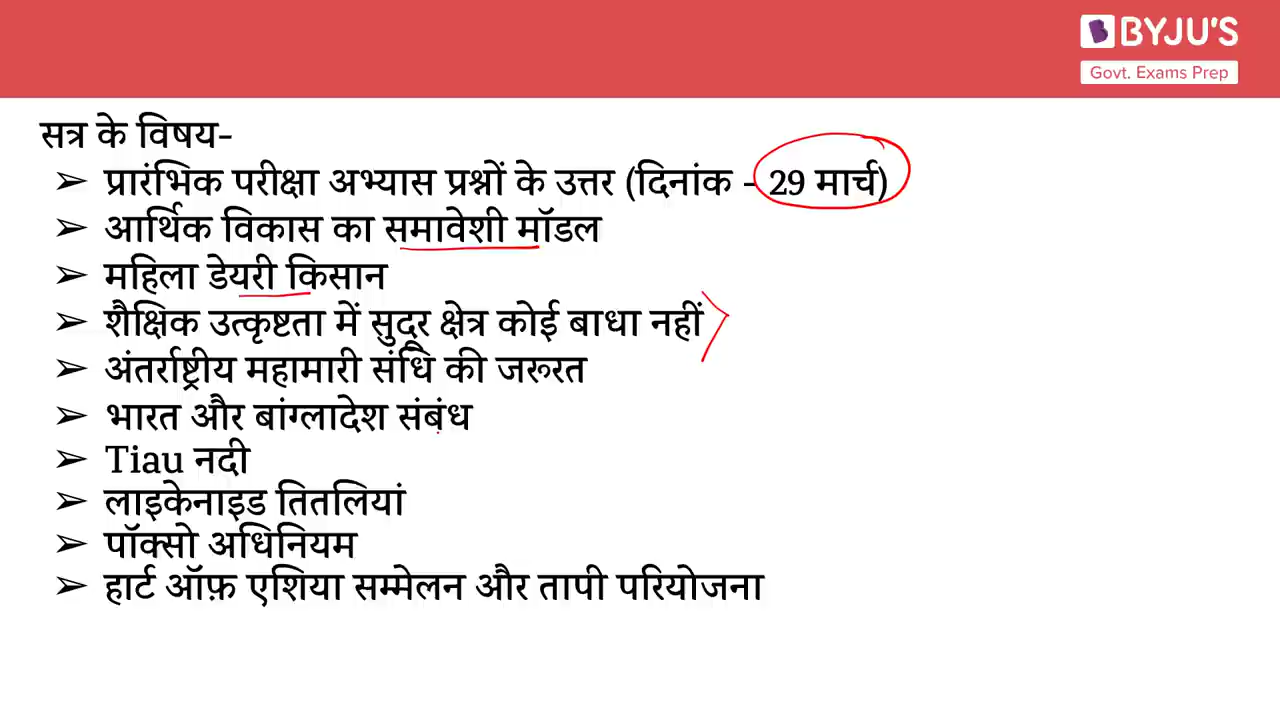 BYJU'S
Govt. Exams Prep
सत्र के विषय-
➢ प्रारंभिक परीक्षा अभ्यास प्रश्नों के उत्तर (दिनांक - 29 मार्च)
➢ आर्थिक विकास का समावेशी मॉडल
➢ महिला डेयरी किसान
➢ शैक्षिक उत्कृष्टता में सुदूर क्षेत्र कोई बाधा नहीं
➢ अंतर्राष्ट्रीय महामारी संधि की जरूरत
➢ भारत और बांग्लादेश संबंध
➢ Tiau नदी
➢ लाइकेनाइड तितलियां
➢ पॉक्सो अधिनियम
➢ हार्ट ऑफ़ एशिया सम्मेलन और तापी परियोजना